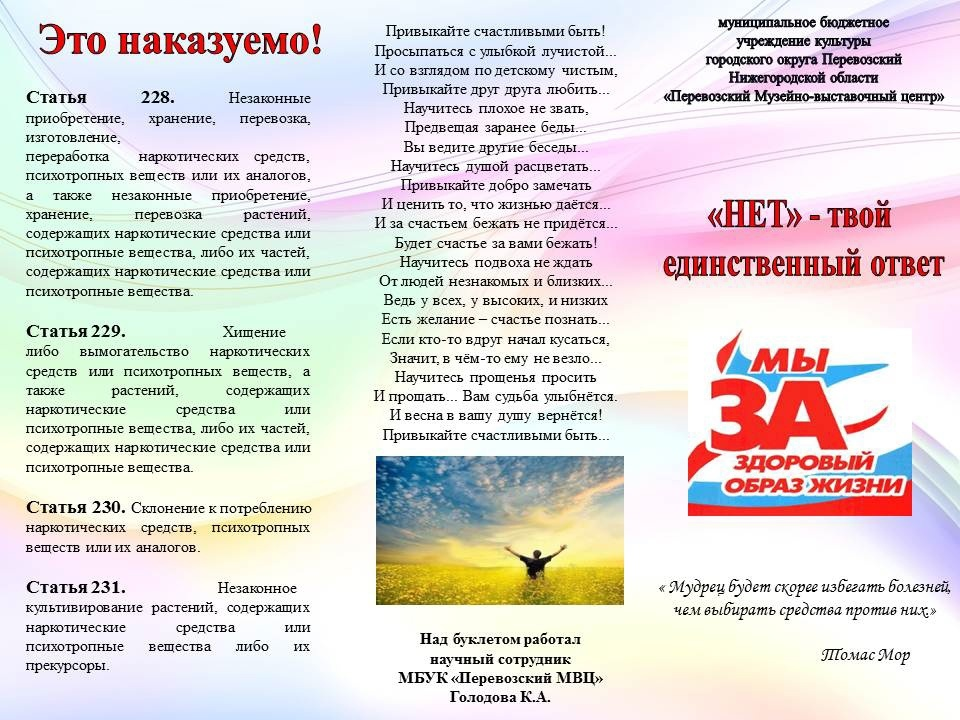 Это наказуемо!
Статья 228. Незаконные
приобретение, хранение, перевозка,
изготовление,
переработка наркотических средств,
психотропных веществ или их аналогов,
а также незаконные приобретение,
хранение, перевозка растений,
содержащих наркотические средства или
психотропные вещества, либо их частей,
содержащих наркотические средства или
психотропные вещества.
Статья 229. Хищение
либо вымогательство наркотических
средств или психотропных веществ, а
также растений, содержащих
наркотические средства или
психотропные вещества, либо их частей,
содержащих наркотические средства или
психотропные вещества.
Статья 230. Склонение к потреблению
наркотических средств, психотропных
веществ или их аналогов.
Статья 231. Незаконное
культивирование растений, содержащих
наркотические средства или
психотропные вещества либо их
прекурсоры.
Привыкайте счастливыми быть!
Просыпаться с улыбкой лучистой...
И со взглядом по детскому чистым,
Привыкайте друг друга любить...
Научитесь плохое не звать,
Предвещая заранее беды...
Вы ведите другие беседы...
Научитесь душой расцветать...
Привыкайте добро замечать
И ценить то, что жизнью даётся...
И за счастьем бежать не придётся...
Будет счастье за вами бежать!
Научитесь подвоха не ждать
От людей незнакомых и близких...
Ведь у всех, у высоких, и низких
Есть желание – счастье познать...
Если кто-то вдруг начал кусаться,
Значит, в чём-то ему не везло...
Научитесь прощенья просить
И прощать... Вам судьба улыбнётся.
И весна в вашу душу вернётся!
Привыкайте счастливыми быть...
Над буклетом работал
научный сотрудник
МБУК «Перевозский МВЦ»
Голодова К.А.
муниципальное бюджетное
учреждение культуры
городского округа Перевозский
Нижегородской области
«Перевозский Музейно-выставочный центр»
«НЕТ» - твой
единственный ответ
МЫ
ЗА
ЗДОРОВЫЙ
ОБРАЗ ЖИЗНИ
« Мудрец будет скорее избегать болезней,
чем выбирать средства против них.»
Томас Мор